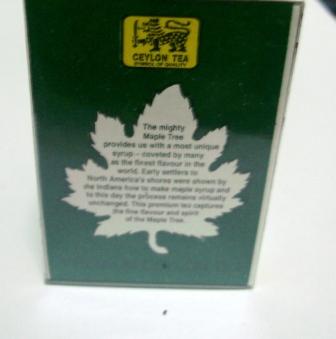 CEYLON TEA
SYMBOL OF QUALITY
The mighty
Maple Tree
provides us with a most unique
syrup – coveted by many
as the finest flavour in the
world. Early settlers to
North America's shores were shown by
the Indians how to make maple syrup and
to this day the process remains virtually
unchanged. This premium tea captures
the fine flavour and spirit
of the Maple Tree.